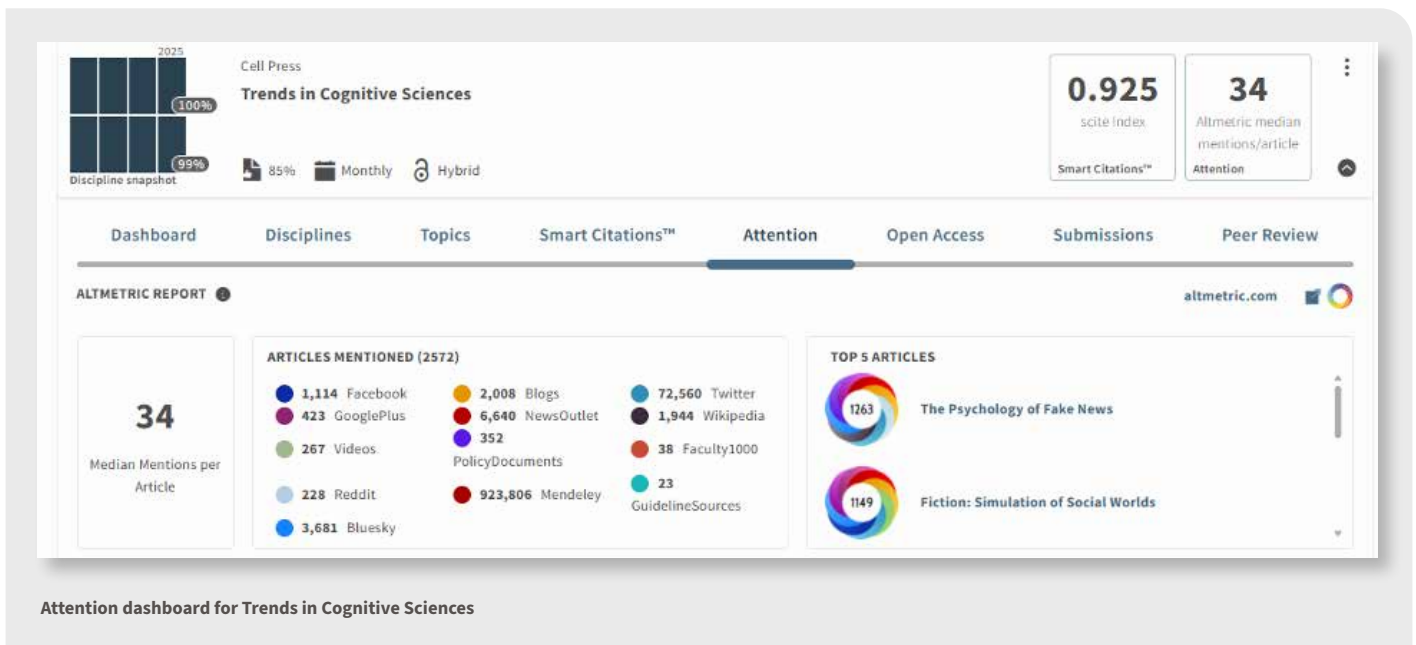 2025
100%
99%
Discipline snapshot
Cell Press
Trends in Cognitive Sciences
85% Monthly Hybrid
0.925
scite index
Smart Citations™
34
Altmetric median
mentions/article
Attention
Dashboard Disciplines Topics Smart Citations™ Attention Open Access Submissions Peer Review
ALTMETRIC REPORT
altmetric.com
34
Median Mentions per
Article
ARTICLES MENTIONED (2572)
1,114 Facebook
2,008 Blogs
72,560 Twitter
423 GooglePlus
6,640 NewsOutlet
1,944 Wikipedia
267 Videos
352
PolicyDocuments
38 Faculty1000
228 Reddit
923,806 Mendeley
23
GuidelineSources
3,681 Bluesky
TOP 5 ARTICLES
1263 The Psychology of Fake News
1149 Fiction: Simulation of Social Worlds
Attention dashboard for Trends in Cognitive Sciences